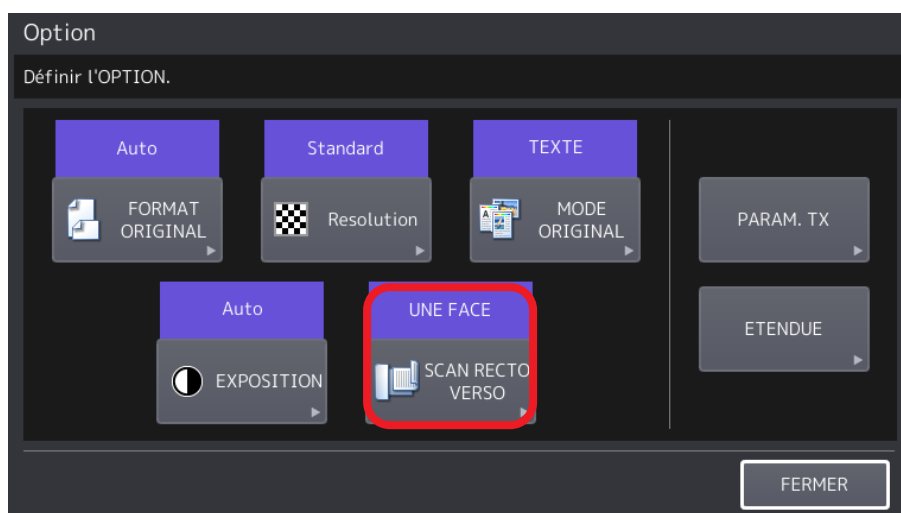 Option
Définir l'OPTION.
Auto
FORMAT
ORIGINAL
Standard
Resolution
TEXTE
MODE
ORIGINAL
PARAM. TX
Auto
EXPOSITION
UNE FACE
SCAN RECTO
VERSO
ETENDUE
FERMER